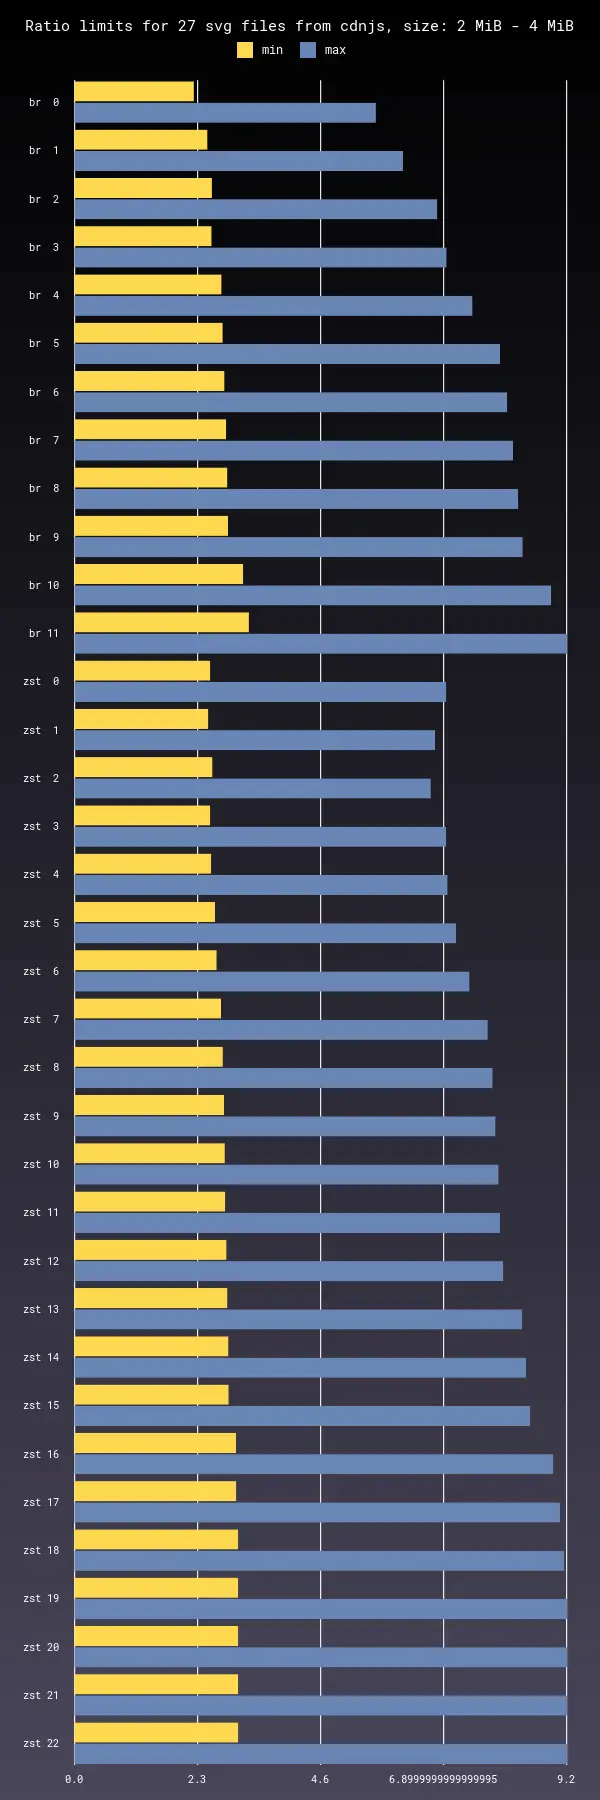 Ratio limits for 27 svg files from cdnjs, size: 2 MiB - 4 MiB
min max
br 0
br 1
br 2
br 3
br 4
br 5
br 6
br 7
br 8
br 9
br 10
br 11
zst 0
zst 1
zst 2
zst 3
zst 4
zst 5
zst 6
zst 7
zst 8
zst 9
zst 10
zst 11
zst 12
zst 13
zst 14
zst 15
zst 16
zst 17
zst 18
zst 19
zst 20
zst 21
zst 22
0.0 2.3 4.6 6.8999999999999995 9.2